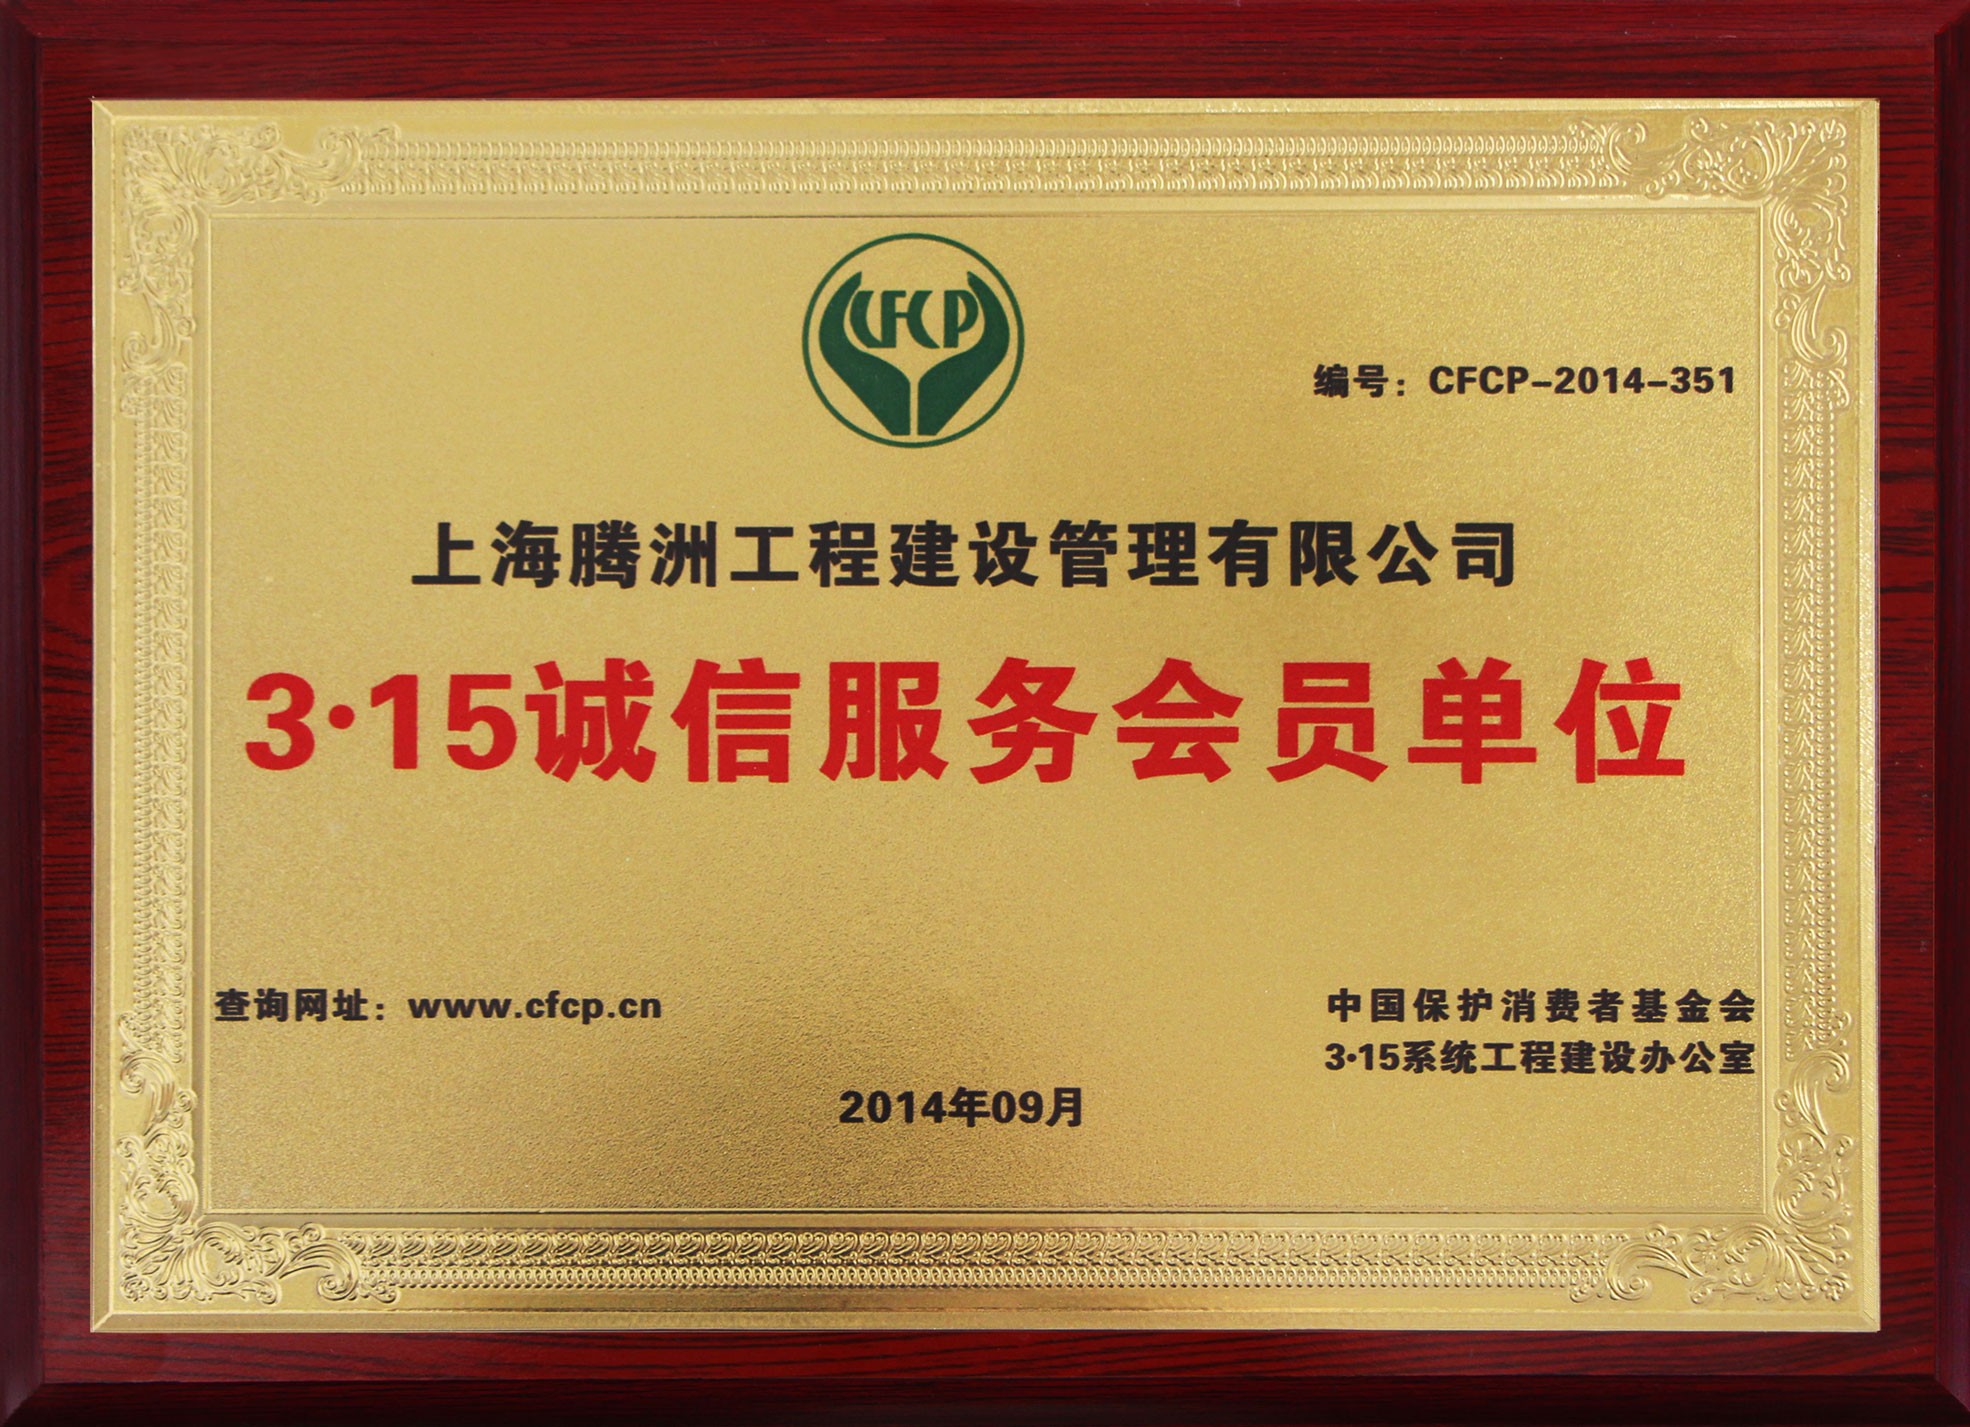 CFCP
编号：CFCP-2014-351
上海腾洲工程建设管理有限公司
3·15诚信服务会员单位
查询网址：www.cfcp.cn
中国保护消费者基金会
3·15系统工程建设办公室
2014年09月